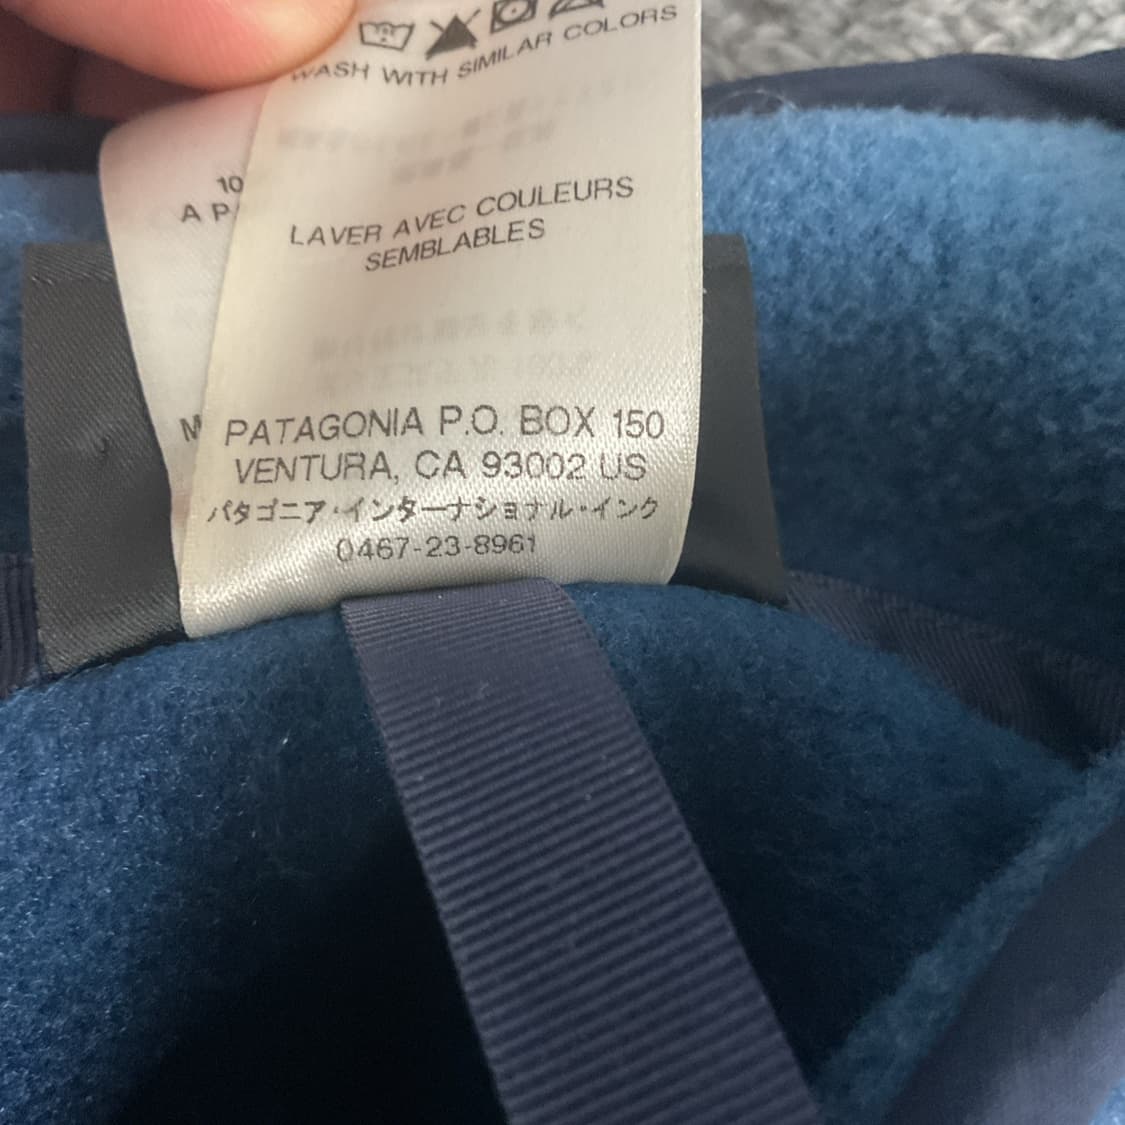 WASH WITH SIMILAR COLORS
10
A P
LAVER AVEC COULEURS
SEMBLABLES
M
PATAGONIA P.O. BOX 150
VENTURA, CA 93002 US
パタゴニア・インターナショナル・インク
0467-23-8961